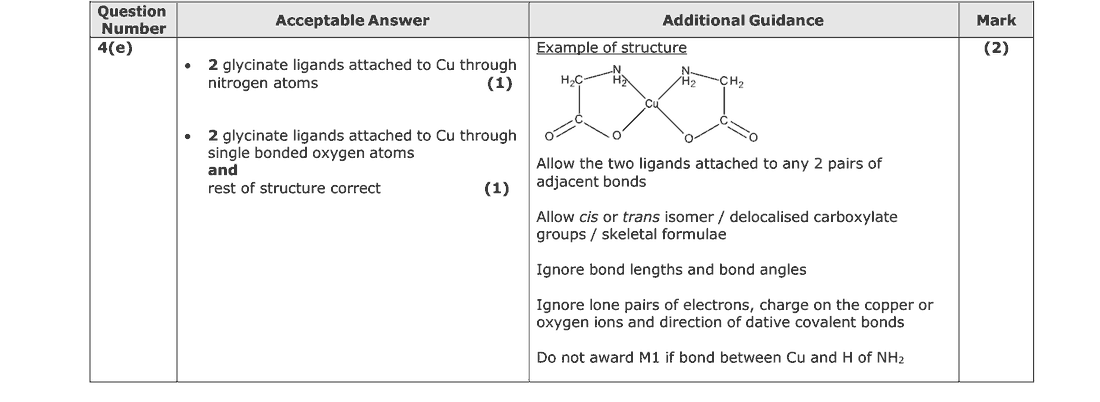 Question Number
Acceptable Answer
Additional Guidance
Mark
4(e)
• 2 glycinate ligands attached to Cu through
nitrogen atoms (1)
• 2 glycinate ligands attached to Cu through
single bonded oxygen atoms
and
rest of structure correct (1)
Example of structure
H₂C N H₂ N H₂ CH₂
Cu
C C
O O O O
Allow the two ligands attached to any 2 pairs of
adjacent bonds
Allow cis or trans isomer / delocalised carboxylate
groups / skeletal formulae
Ignore bond lengths and bond angles
Ignore lone pairs of electrons, charge on the copper or
oxygen ions and direction of dative covalent bonds
Do not award M1 if bond between Cu and H of NH₂
(2)